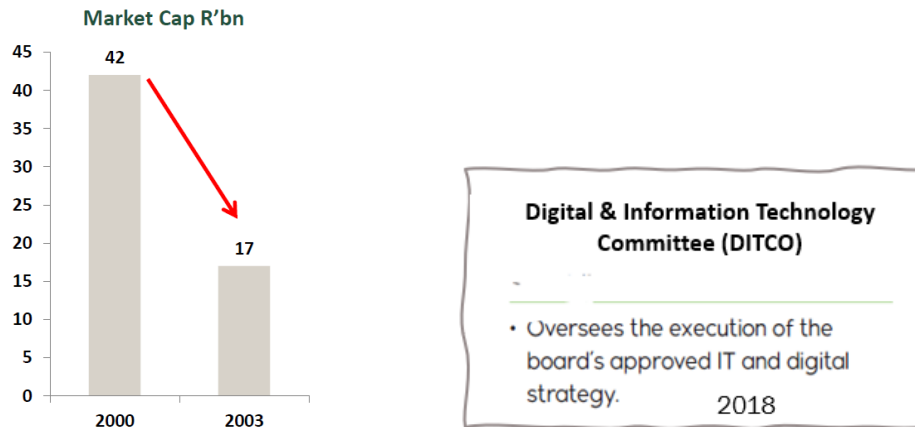 Market Cap R'bn
45
40
35
30
25
20
15
10
5
0
42
17
2000 2003
Digital & Information Technology
Committee (DITCO)
• Oversees the execution of the
board's approved IT and digital
strategy.
2018